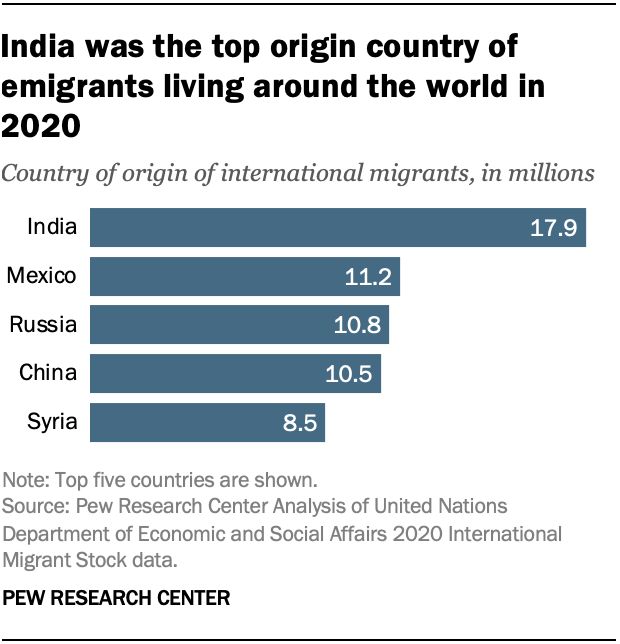 India was the top origin country of
emigrants living around the world in
2020
Country of origin of international migrants, in millions
India 17.9
Mexico 11.2
Russia 10.8
China 10.5
Syria 8.5
Note: Top five countries are shown.
Source: Pew Research Center Analysis of United Nations
Department of Economic and Social Affairs 2020 International
Migrant Stock data.
PEW RESEARCH CENTER